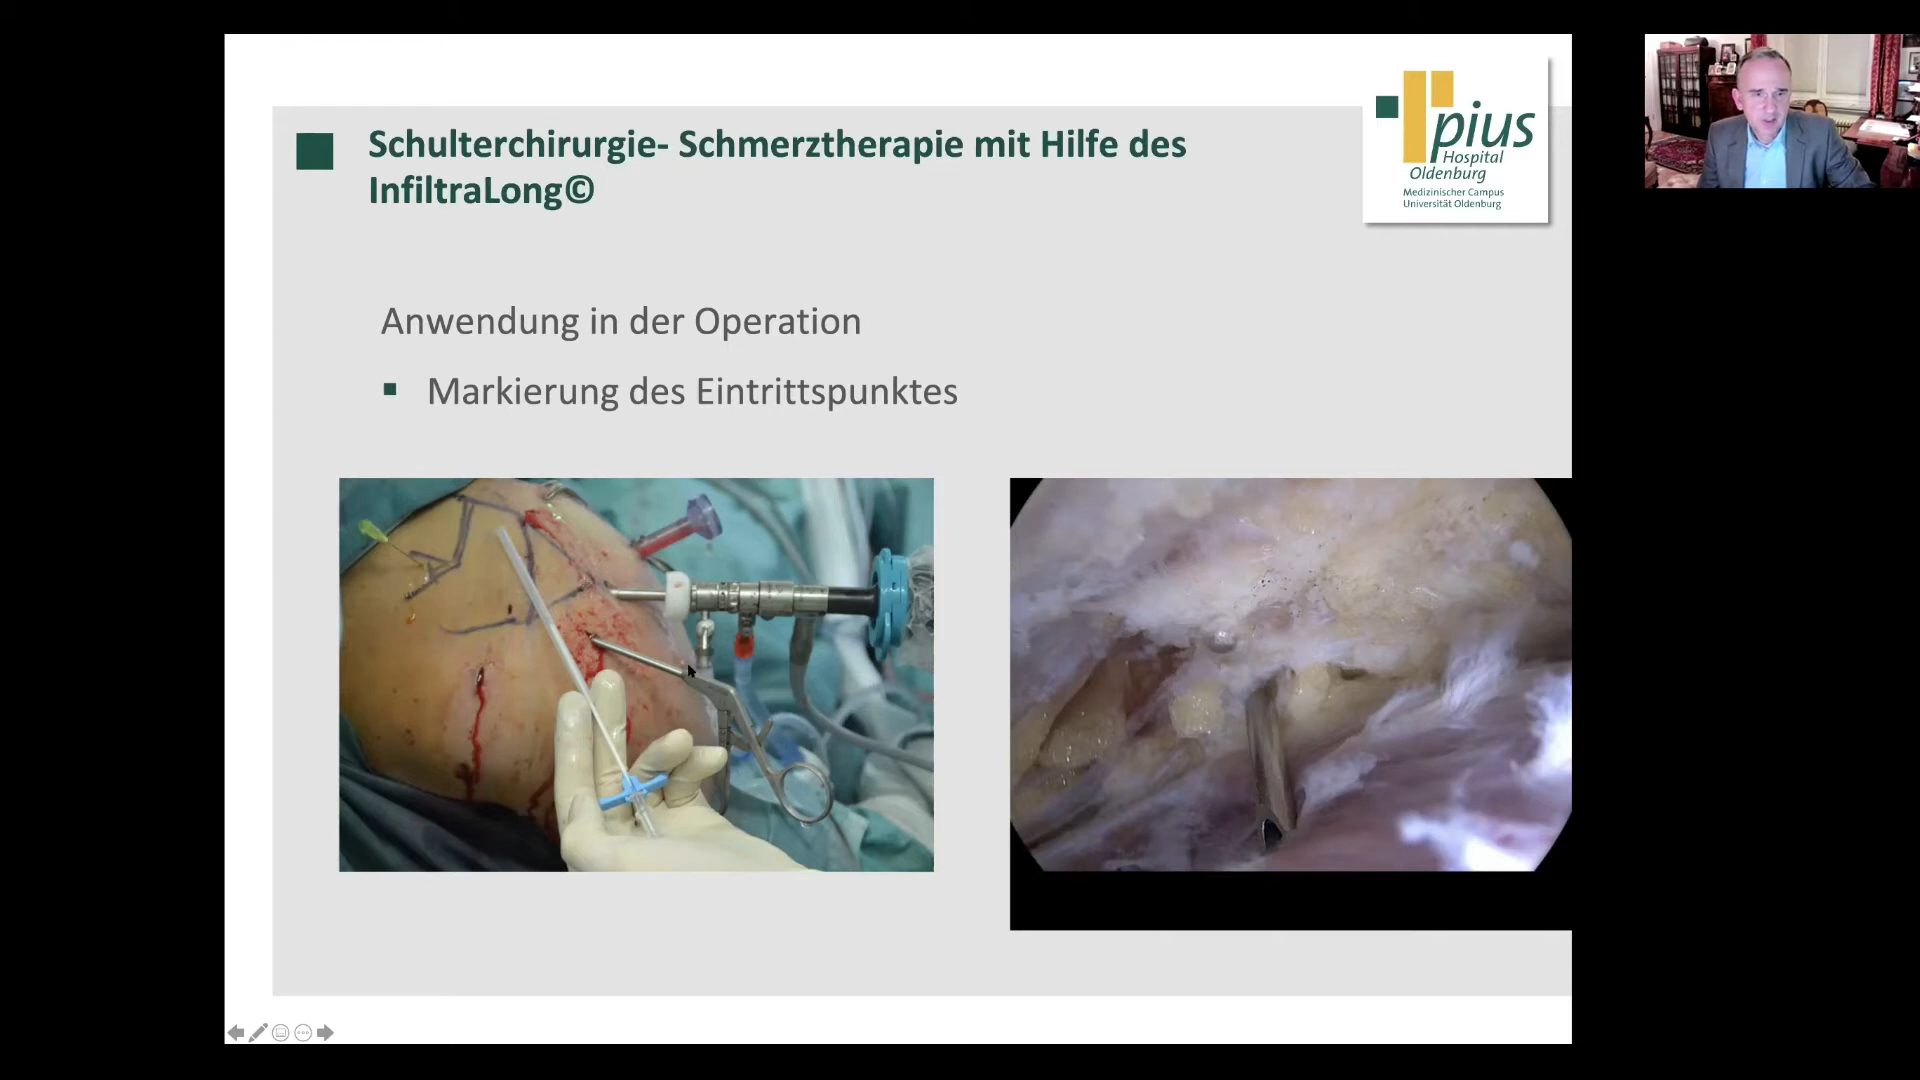 Schulterchirurgie- Schmerztherapie mit Hilfe des
InfiltraLong©
pius
Hospital
Oldenburg
Medizinischer Campus
Universität Oldenburg
Anwendung in der Operation
Markierung des Eintrittspunktes